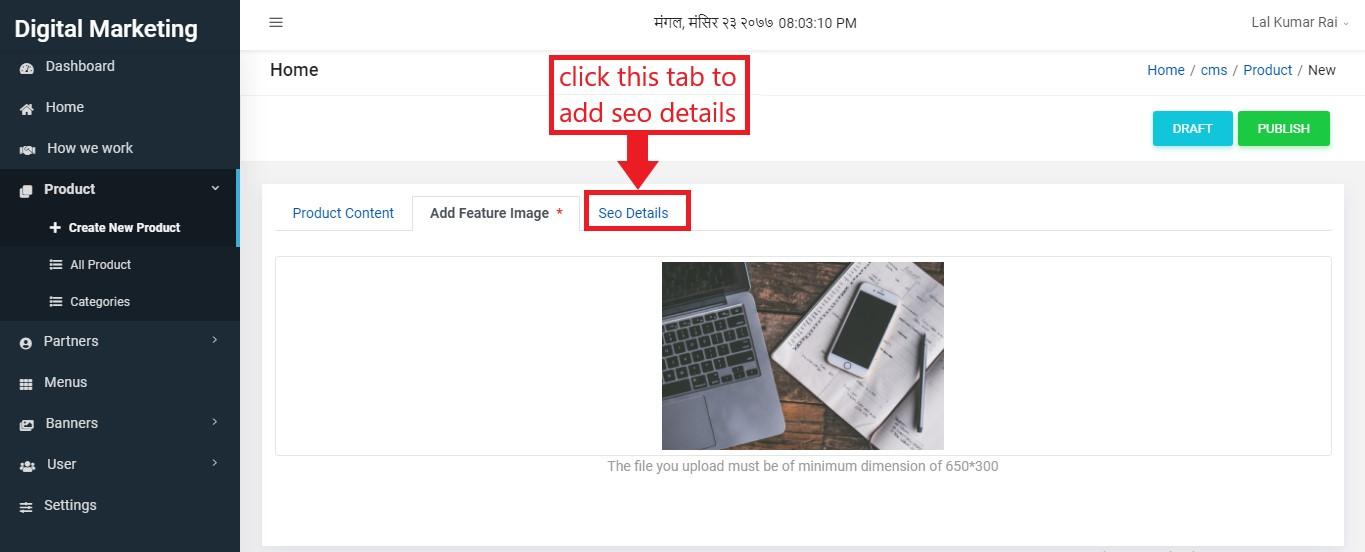 Digital Marketing
मंगल, मंसिर २३ २०७७ 08:03:10 PM
Lal Kumar Rai
Dashboard
Home
How we work
Product
Create New Product
All Product
Categories
Partners
Menus
Banners
User
Settings
Home
Home / cms / Product / New
click this tab to
add seo details
DRAFT
PUBLISH
Product Content
Add Feature Image *
Seo Details
The file you upload must be of minimum dimension of 650*300